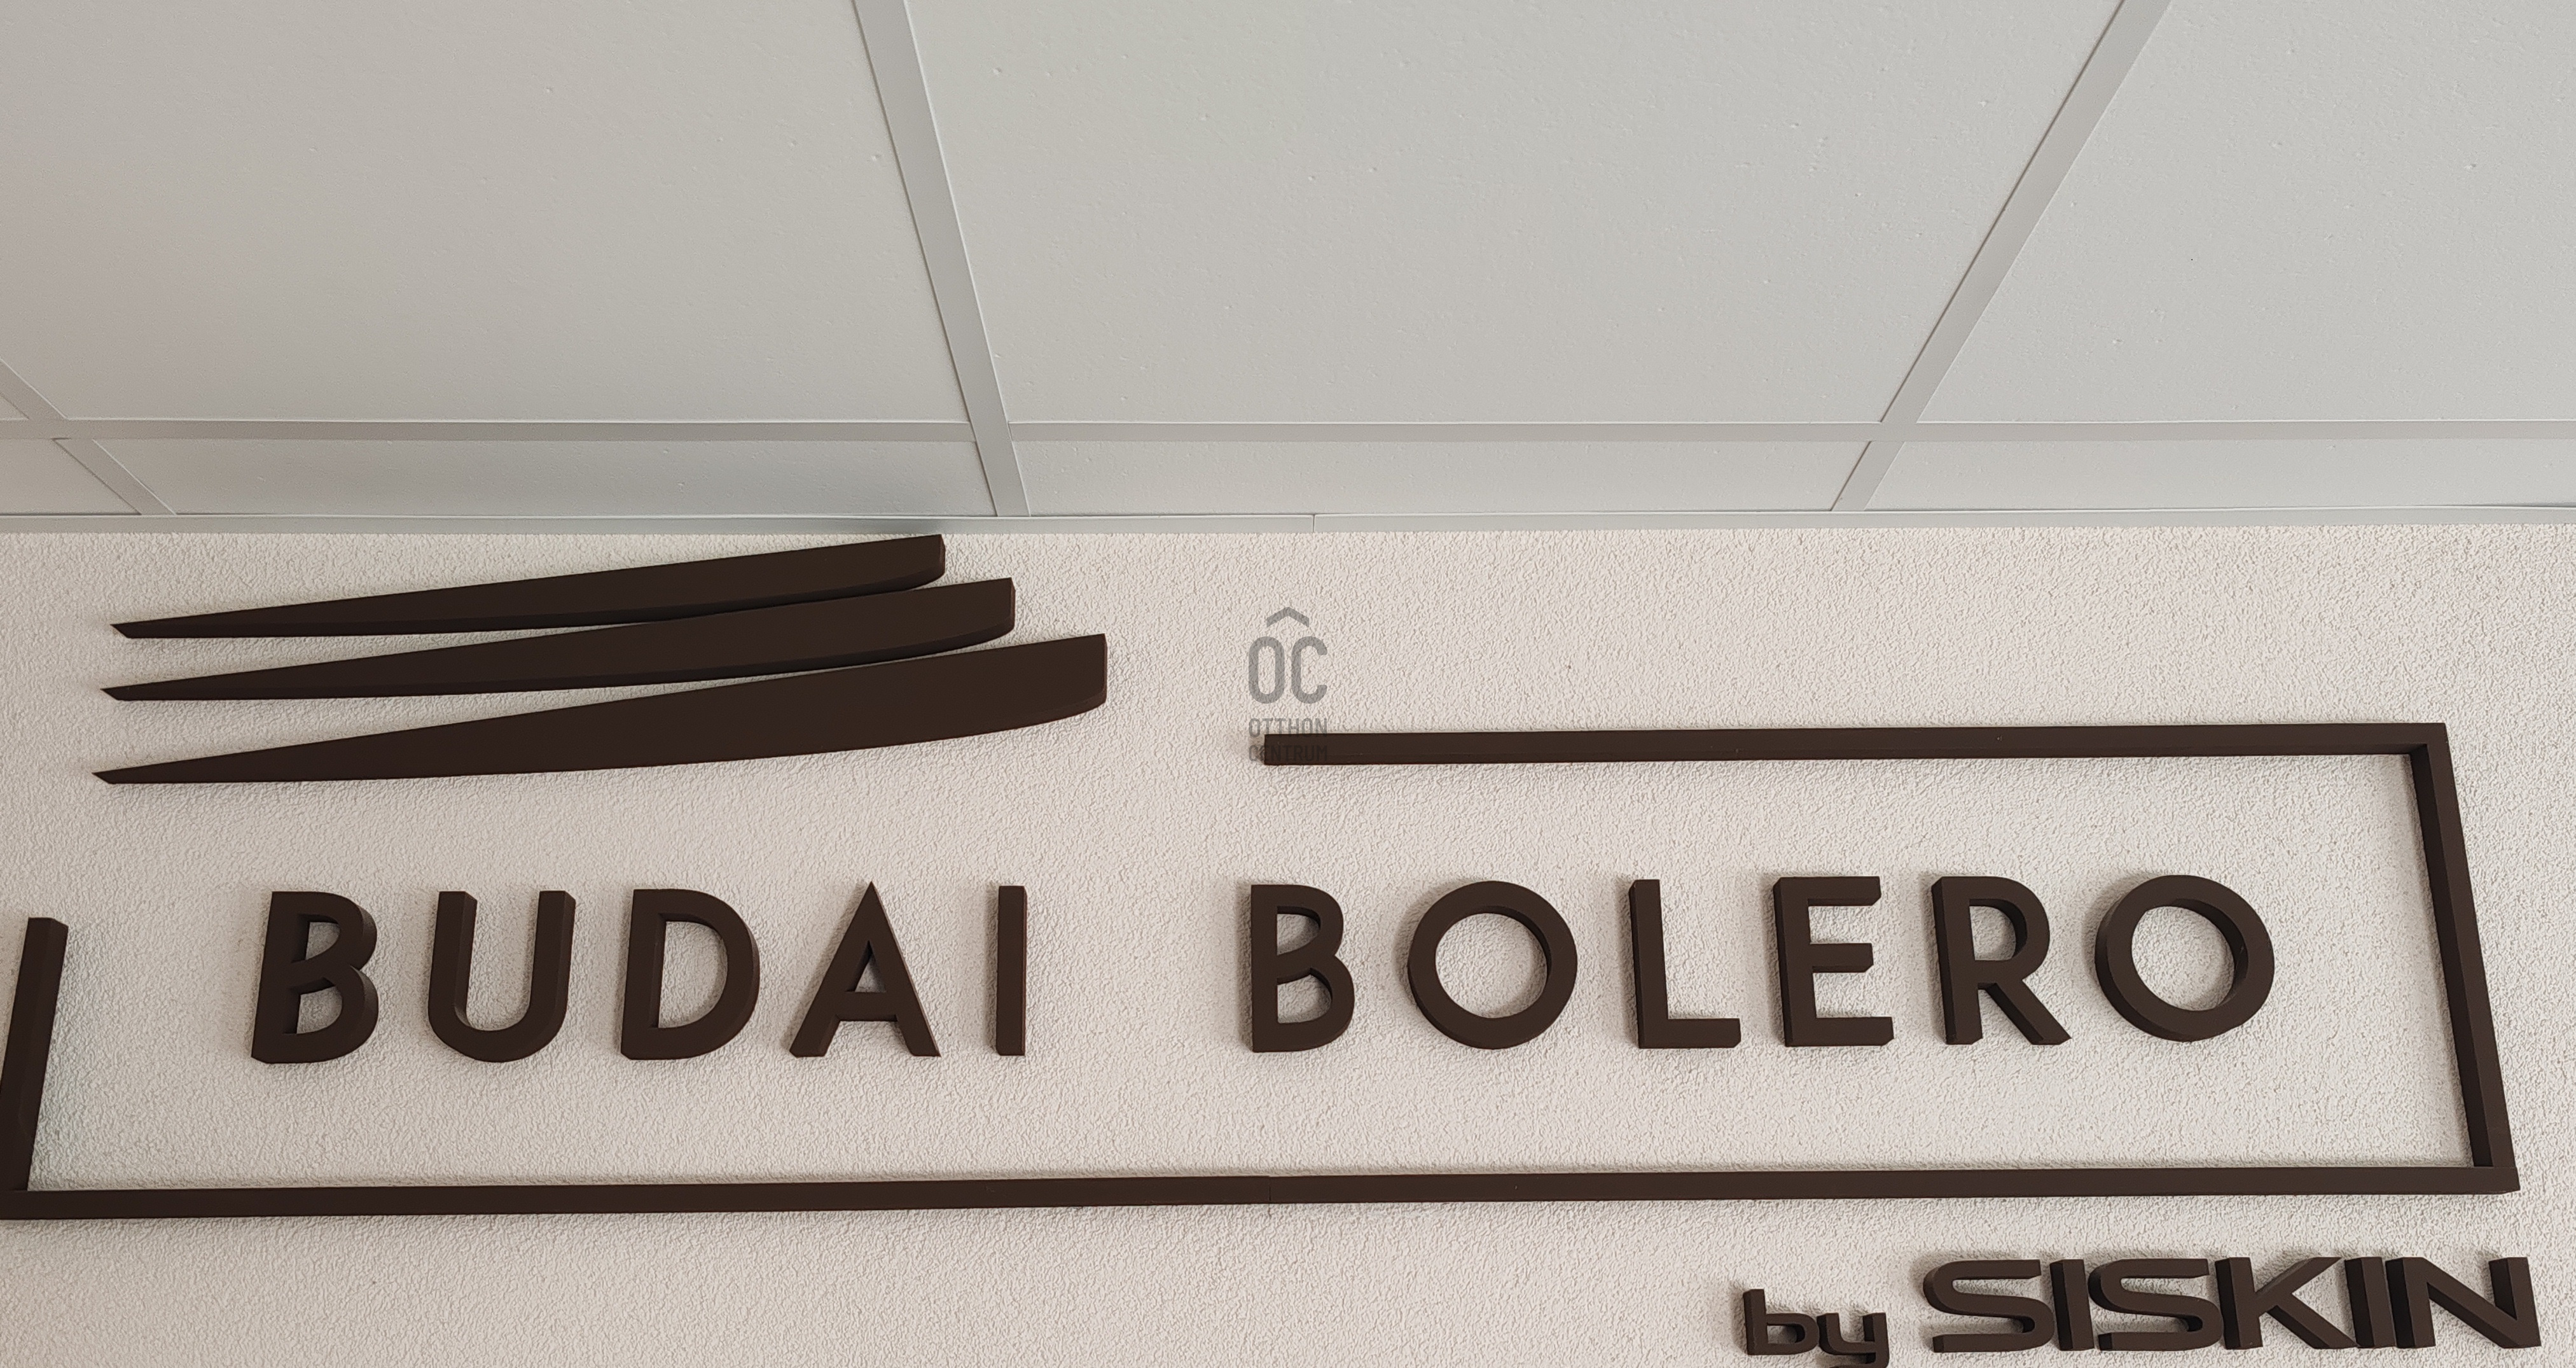 ÔC
OTTHON
CENTRUM
BUDAI BOLERO
by SISKIN